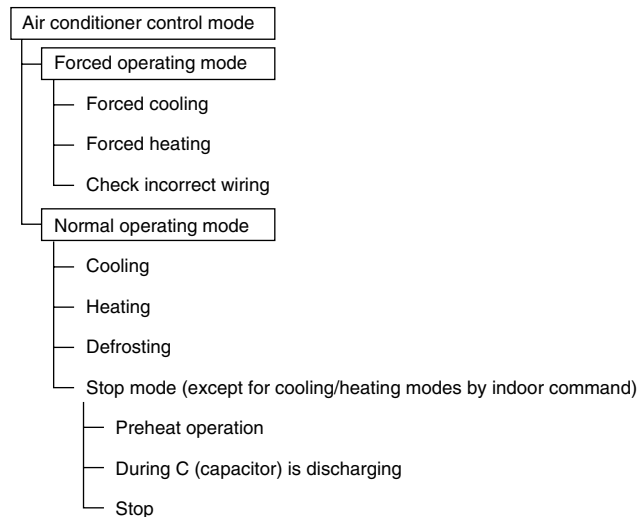 Air conditioner control mode
Forced operating mode
Forced cooling
Forced heating
Check incorrect wiring
Normal operating mode
Cooling
Heating
Defrosting
Stop mode (except for cooling/heating modes by indoor command)
Preheat operation
During C (capacitor) is discharging
Stop